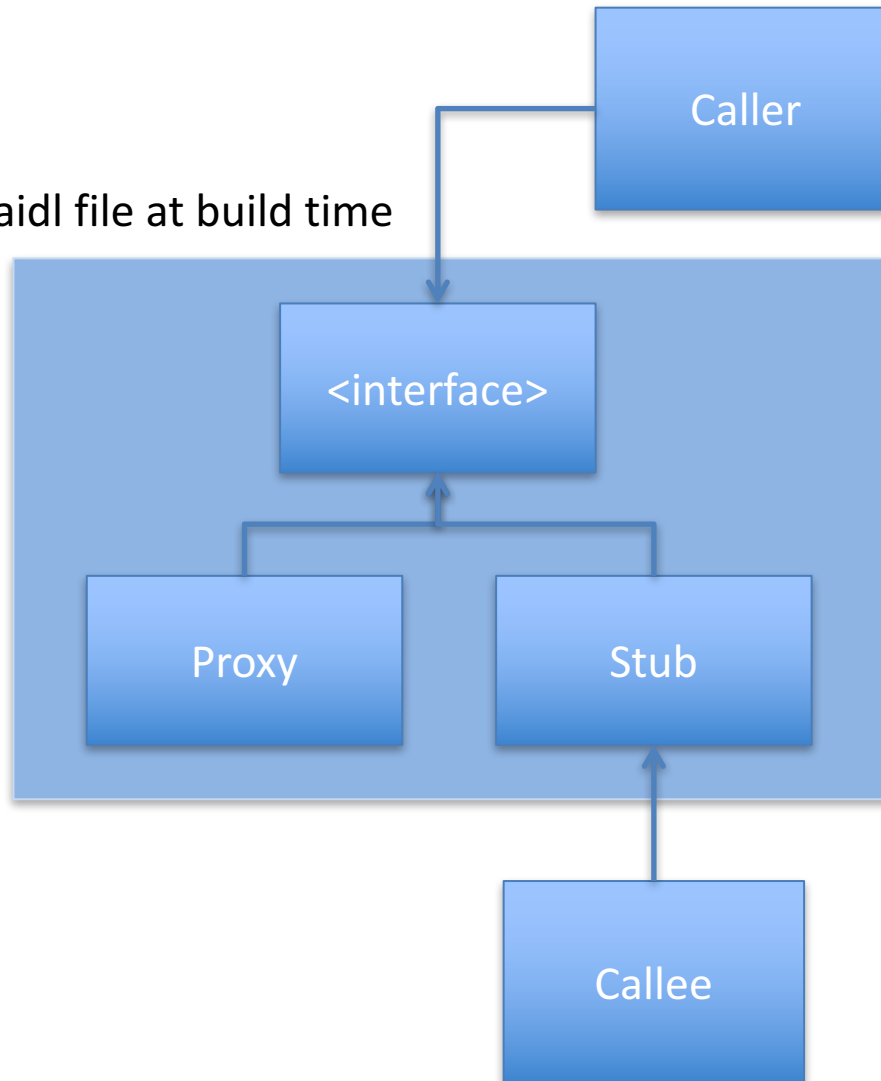 Caller
aidl file at build time
<interface>
Proxy
Stub
Callee